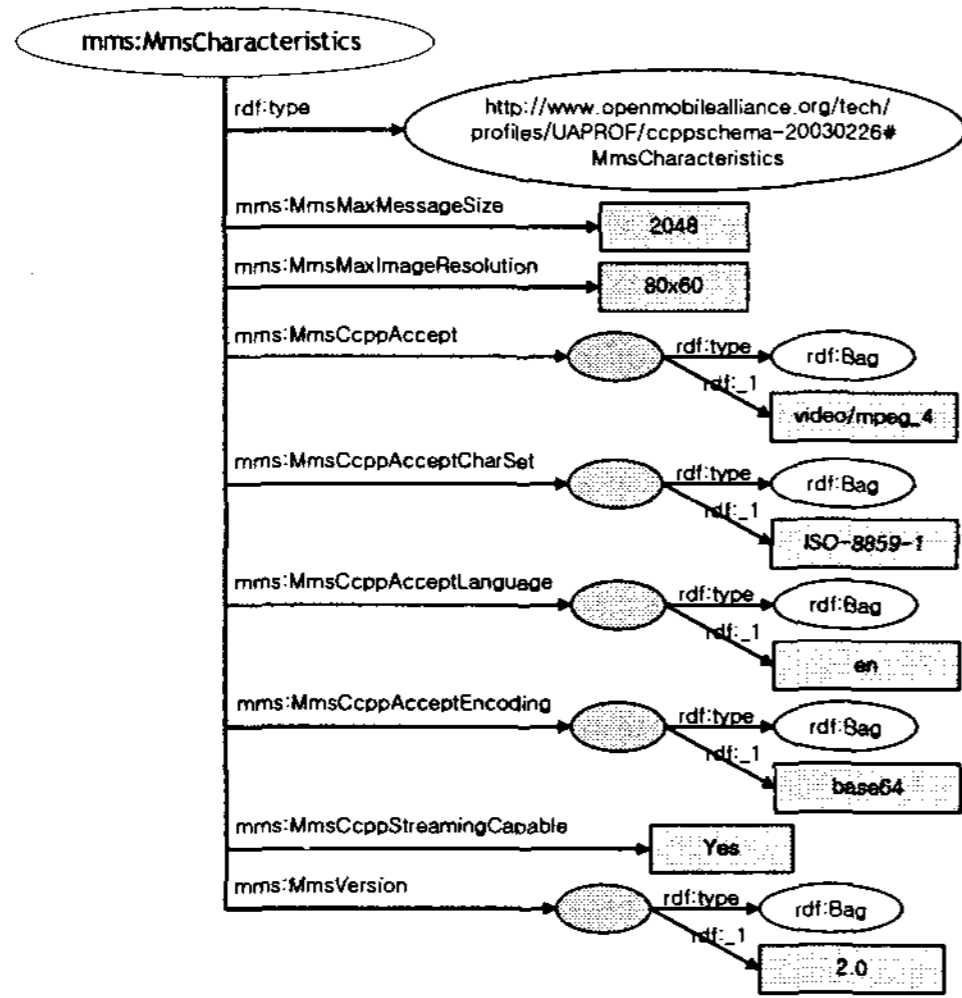 mms:MmsCharacteristics
rdf:type
http://www.openmobilealliance.org/tech/
profiles/UAPROF/ccppschema-20030226#
MmsCharacteristics
mms:MmsMaxMessageSize
2048
mms:MmsMaxImageResolution
80x60
mms:MmsCcppAccept
rdf:type
rdf:Bag
rdf:_1
video/mpeg_4
mms:MmsCcppAcceptCharSet
rdf:type
rdf:Bag
rdf:_1
ISO-8859-1
mms:MmsCcppAcceptLanguage
rdf:type
rdf:Bag
rdf:_1
en
mms:MmsCcppAcceptEncoding
rdf:type
rdf:Bag
rdf:_1
base64
mms:MmsCcppStreamingCapable
Yes
mms:MmsVersion
rdf:type
rdf:Bag
rdf:_1
2.0